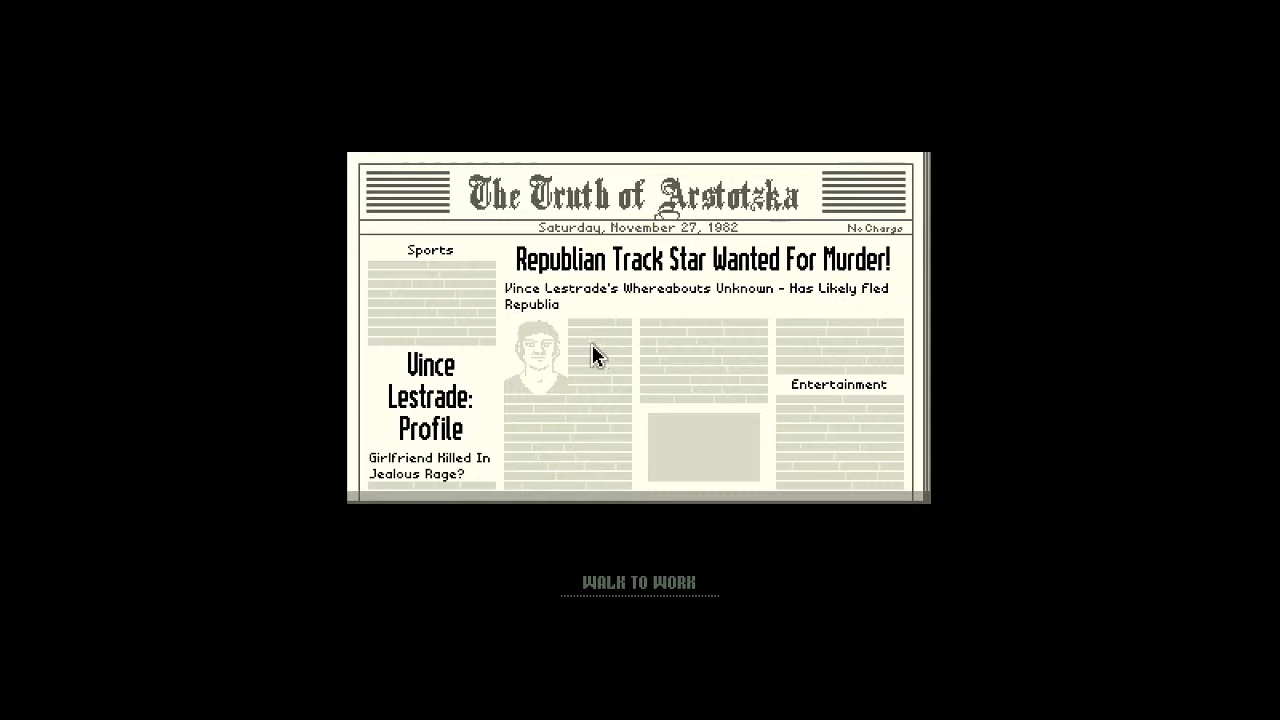 The Truth of Arstotzka
Saturday, November 27, 1982
No Charge
Sports
Vince
Lestrade:
Profile
Girlfriend Killed In
Jealous Rage?
Republian Track Star Wanted For Murder!
Vince Lestrade's Whereabouts Unknown - Has Likely Fled
Republia
Entertainment
WALK TO WORK